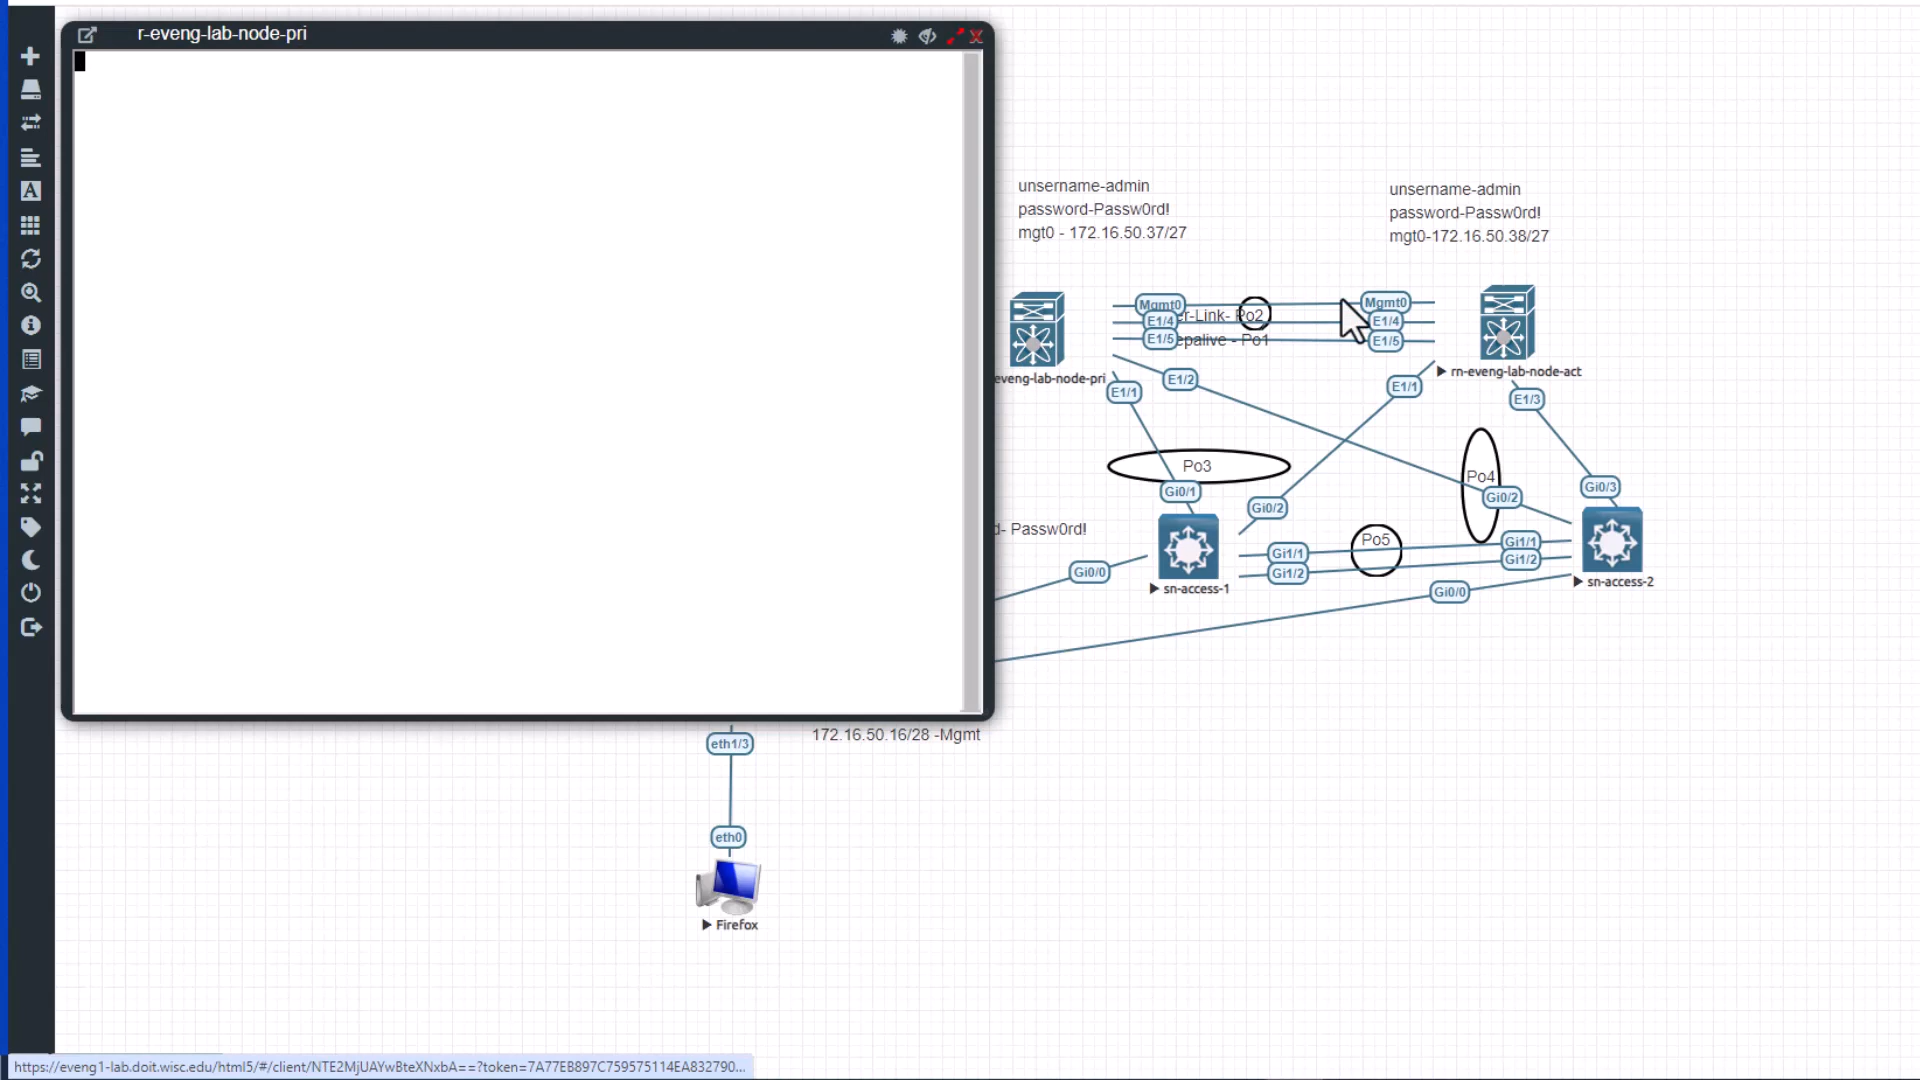 r-eveng-lab-node-pri
unsername-admin
password-Passw0rd!
mgt0 - 172.16.50.37/27
unsername-admin
password-Passw0rd!
mgt0-172.16.50.38/27
Mgmt0
Mgmt0
er-Link- Po2
E1/4
E1/4
epalive - Po1
E1/5
E1/5
eveng-lab-node-pri
rn-eveng-lab-node-act
E1/2
E1/1
E1/1
E1/3
Po3
Po4
Gi0/1
Gi0/2
Gi0/2
Gi0/3
d- Passw0rd!
Po5
Gi1/1
Gi1/1
Gi1/2
Gi1/2
Gi0/0
Gi0/0
sn-access-1
sn-access-2
172.16.50.16/28 -Mgmt
eth1/3
eth0
Firefox
https://eveng1-lab.doit.wisc.edu/html5/#/client/NTE2MjUAYwBteXNxbA==?token=7A77EB897C759575114EA832790...